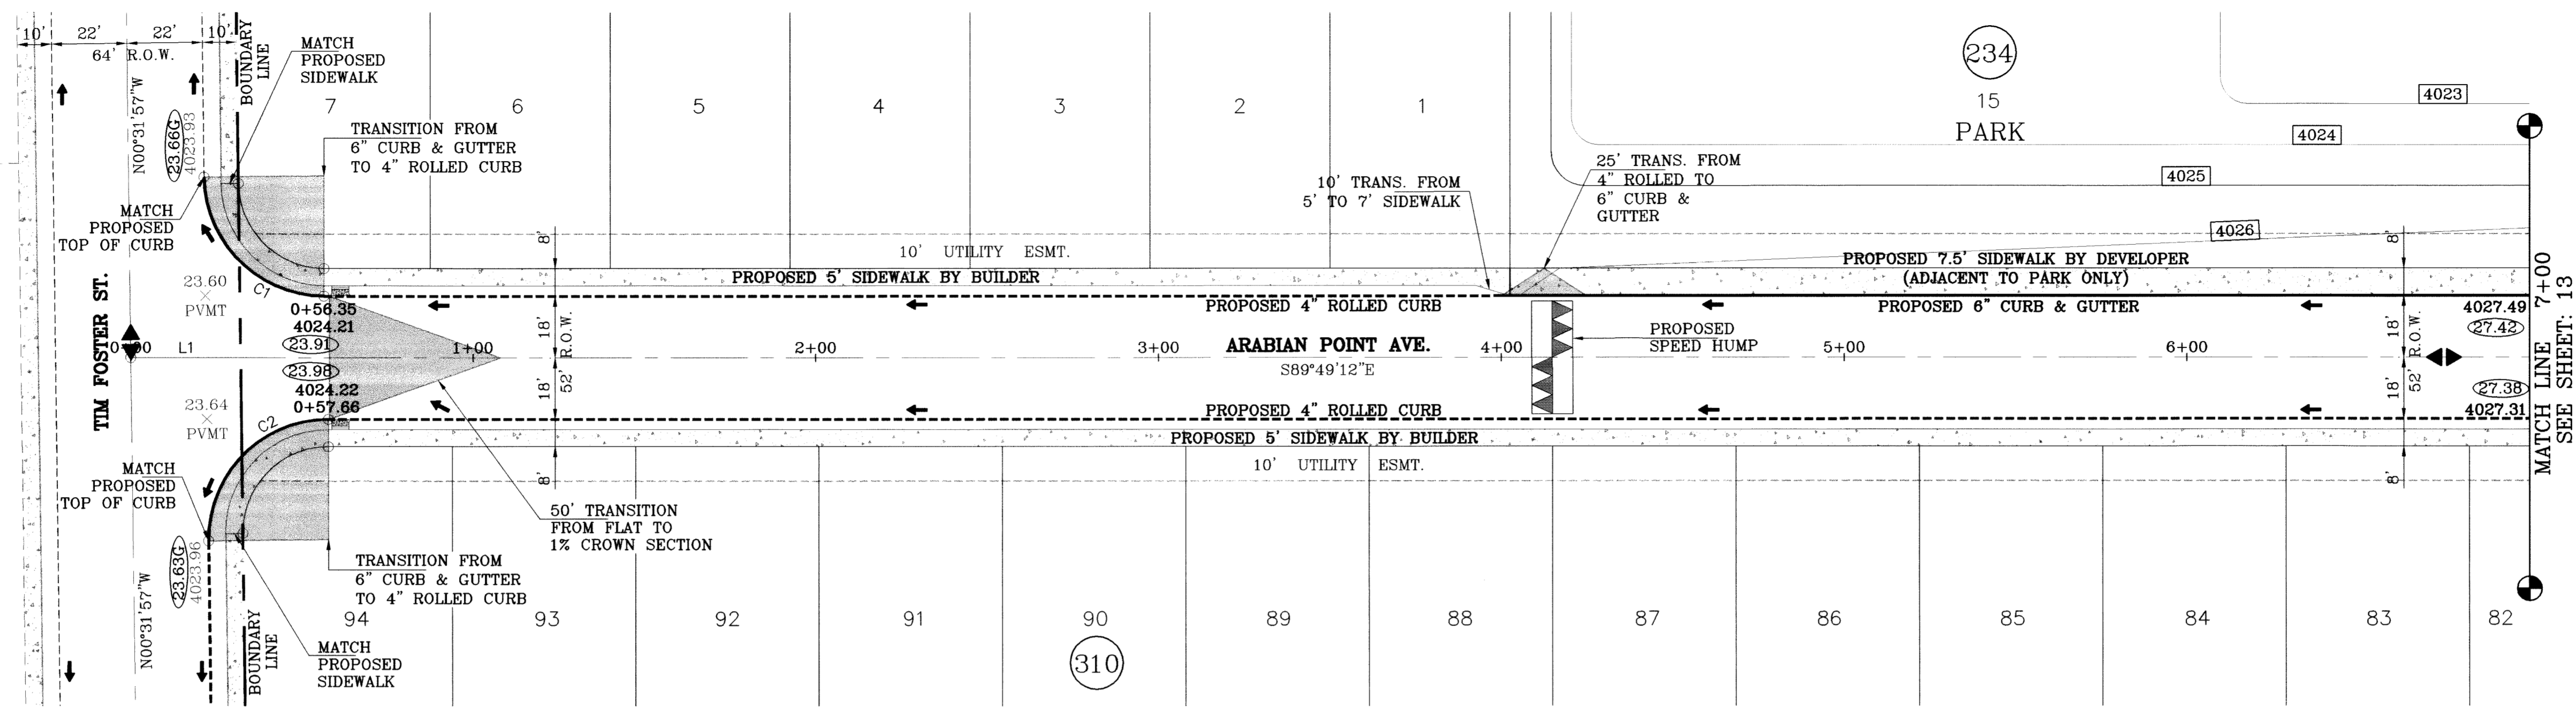 10'
22'
22'
10'
64' R.O.W.
BOUNDARY
LINE
MATCH
PROPOSED
SIDEWALK
N00°31'57"W
23.66G
4023.93
7
6
5
4
3
2
1
234
15
PARK
4023
4024
4025
4026
TRANSITION FROM
6" CURB & GUTTER
TO 4" ROLLED CURB
MATCH
PROPOSED
TOP OF CURB
10' TRANS. FROM
5' TO 7' SIDEWALK
25' TRANS. FROM
4" ROLLED TO
6" CURB &
GUTTER
8'
10' UTILITY ESMT.
8'
PROPOSED 5' SIDEWALK BY BUILDER
PROPOSED 7.5' SIDEWALK BY DEVELOPER
(ADJACENT TO PARK ONLY)
23.60
PVMT
C1
0+56.35
4024.21
23.91
PROPOSED 4" ROLLED CURB
PROPOSED 6" CURB & GUTTER
4027.49
27.42
18'
R.O.W.
52'
18'
18'
R.O.W.
52'
18'
PROPOSED
SPEED HUMP
TIM FOSTER ST.
0+00
L1
1+00
2+00
3+00
ARABIAN POINT AVE.
S89°49'12"E
4+00
5+00
6+00
MATCH LINE 7+00
SEE SHEET: 13
23.98
4024.22
0+57.66
27.38
4027.31
23.64
PVMT
C2
PROPOSED 4" ROLLED CURB
PROPOSED 5' SIDEWALK BY BUILDER
10' UTILITY ESMT.
8'
8'
MATCH
PROPOSED
TOP OF CURB
50' TRANSITION
FROM FLAT TO
1% CROWN SECTION
23.63G
4023.96
N00°31'57"W
TRANSITION FROM
6" CURB & GUTTER
TO 4" ROLLED CURB
94
93
92
91
90
89
88
87
86
85
84
83
82
BOUNDARY
LINE
MATCH
PROPOSED
SIDEWALK
310